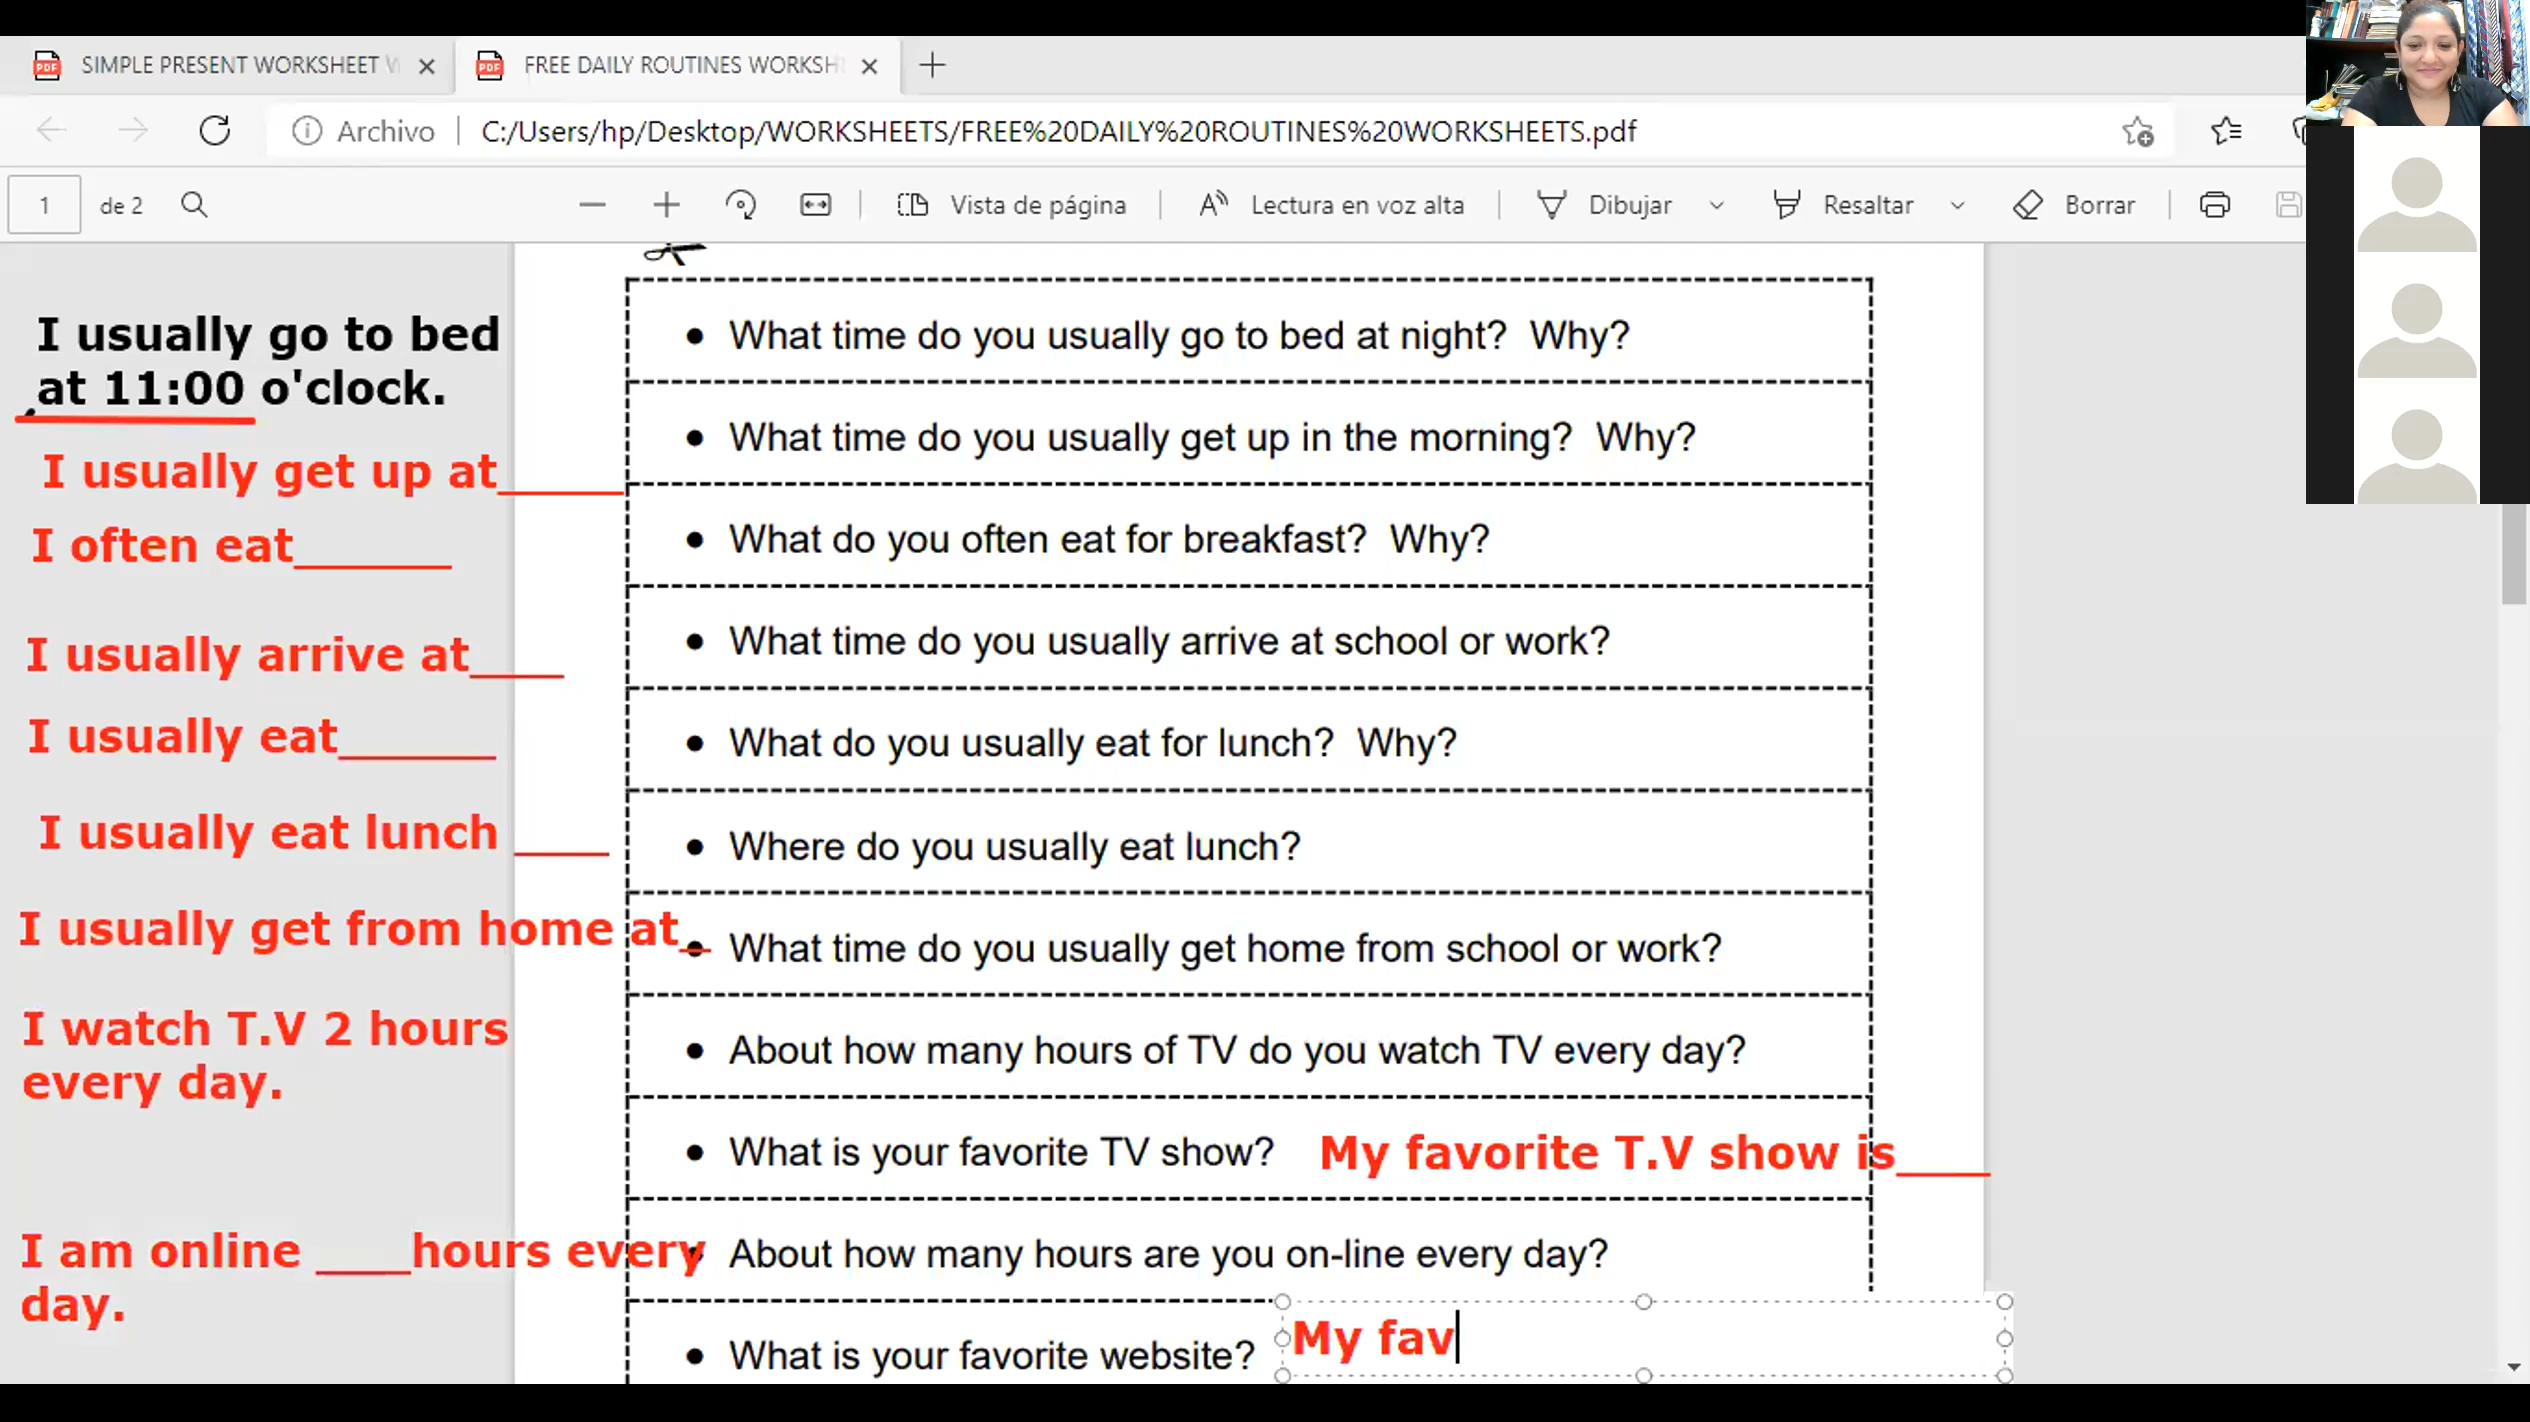 SIMPLE PRESENT WORKSHEET
FREE DAILY ROUTINES WORKSH
Archivo
C:/Users/hp/Desktop/WORKSHEETS/FREE%20DAILY%20ROUTINES%20WORKSHEETS.pdf
1 de 2
Vista de página
Lectura en voz alta
Dibujar
Resaltar
Borrar
I usually go to bed
at 11:00 o'clock.
I usually get up at_____
I often eat______
I usually arrive at____
I usually eat______
I usually eat lunch ____
I usually get from home at_
I watch T.V 2 hours
every day.
I am online ____hours every
day.
• What time do you usually go to bed at night? Why?
• What time do you usually get up in the morning? Why?
• What do you often eat for breakfast? Why?
• What time do you usually arrive at school or work?
• What do you usually eat for lunch? Why?
• Where do you usually eat lunch?
• What time do you usually get home from school or work?
• About how many hours of TV do you watch TV every day?
• What is your favorite TV show? My favorite T.V show is____
• About how many hours are you on-line every day?
• What is your favorite website? My fav